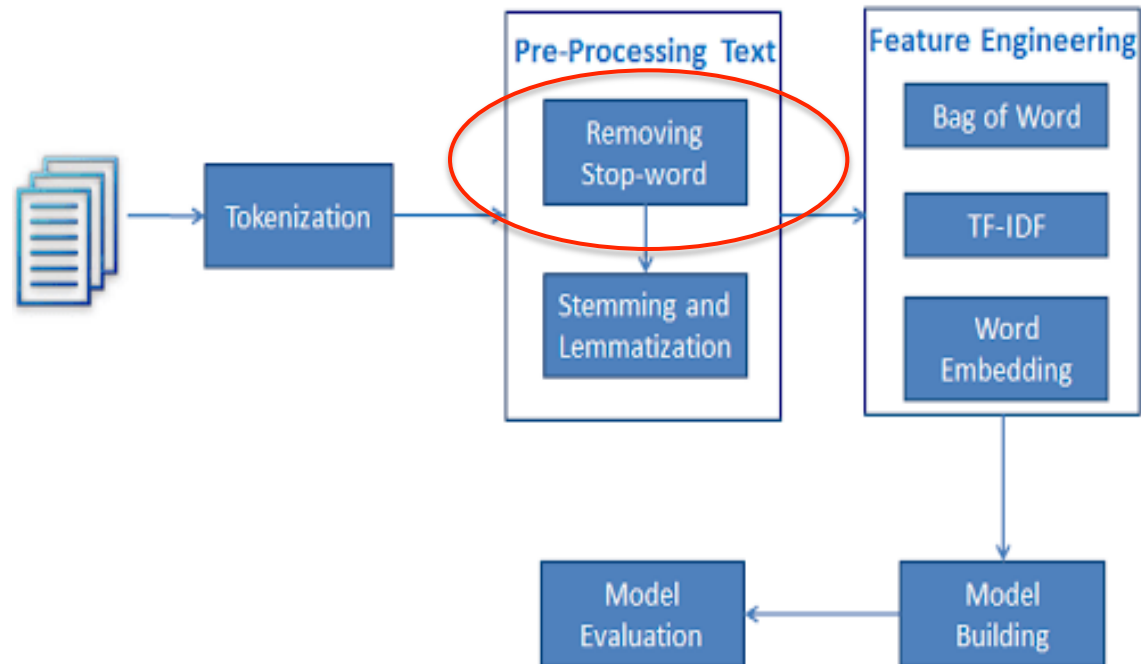 Pre-Processing Text
Feature Engineering
Removing
Stop-word
Bag of Word
Tokenization
TF-IDF
Stemming and
Lemmatization
Word
Embedding
Model
Evaluation
Model
Building